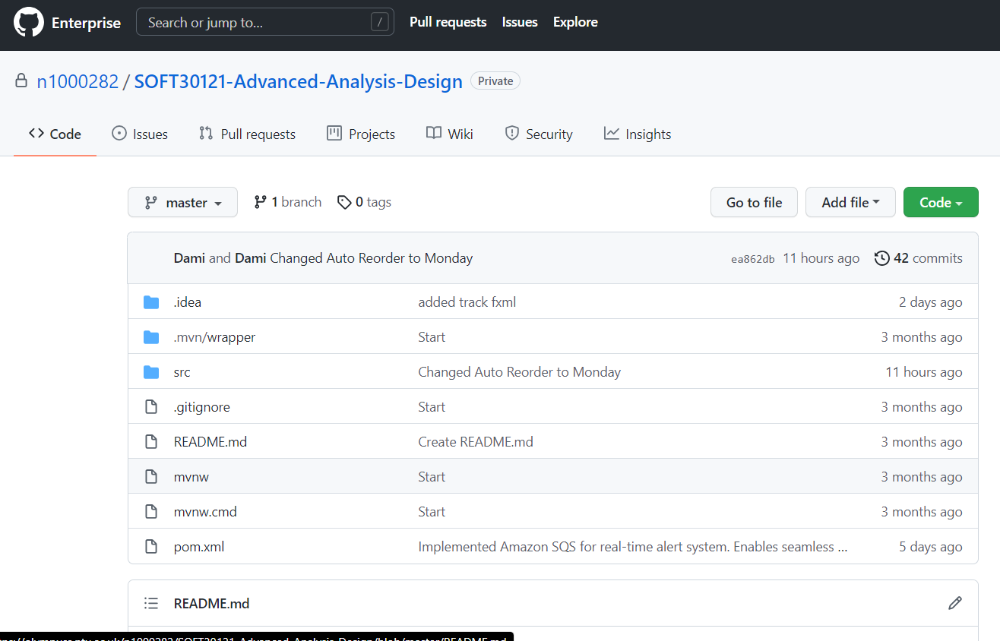 Enterprise Search or jump to... / Pull requests Issues Explore
n1000282 / SOFT30121-Advanced-Analysis-Design Private
Code Issues Pull requests Projects Wiki Security Insights
master 1 branch 0 tags Go to file Add file Code
Dami and Dami Changed Auto Reorder to Monday ea862db 11 hours ago 42 commits
.idea added track fxml 2 days ago
.mvn/wrapper Start 3 months ago
src Changed Auto Reorder to Monday 11 hours ago
.gitignore Start 3 months ago
README.md Create README.md 3 months ago
mvnw Start 3 months ago
mvnw.cmd Start 3 months ago
pom.xml Implemented Amazon SQS for real-time alert system. Enables seamless ... 5 days ago
README.md